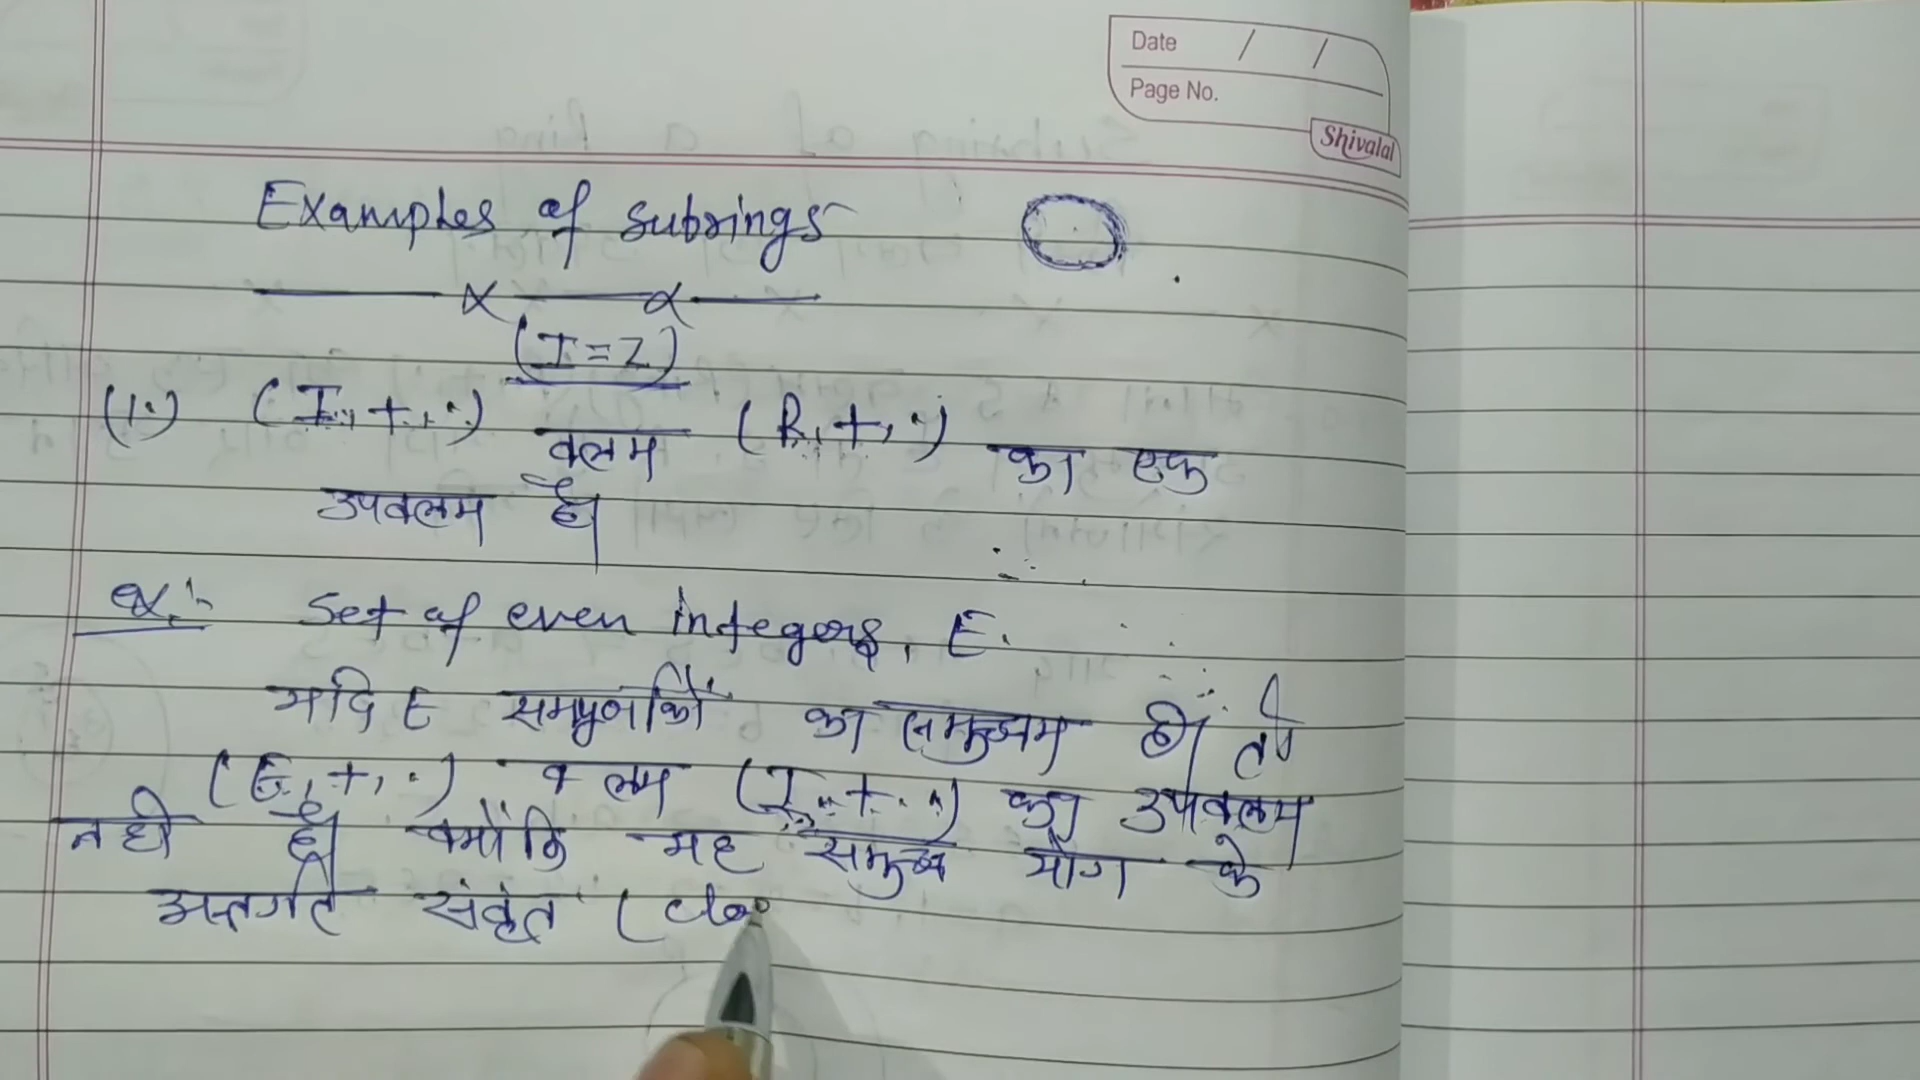 Date / /
Page No.
Shivalal
Examples of subrings
(I = Z)
(1.) (I, +, .) वलय (R, +, .) का एक
उपवलय है।
ex:- Set of even integers, E.
यदि E सम्पूर्णांकों का समुच्चय हो। तो
(E, +, .) वलय (I, +, .) का उपवलय
नही है। क्योंकि यह समुच्च योग के
अन्तर्गत संवृत (clo